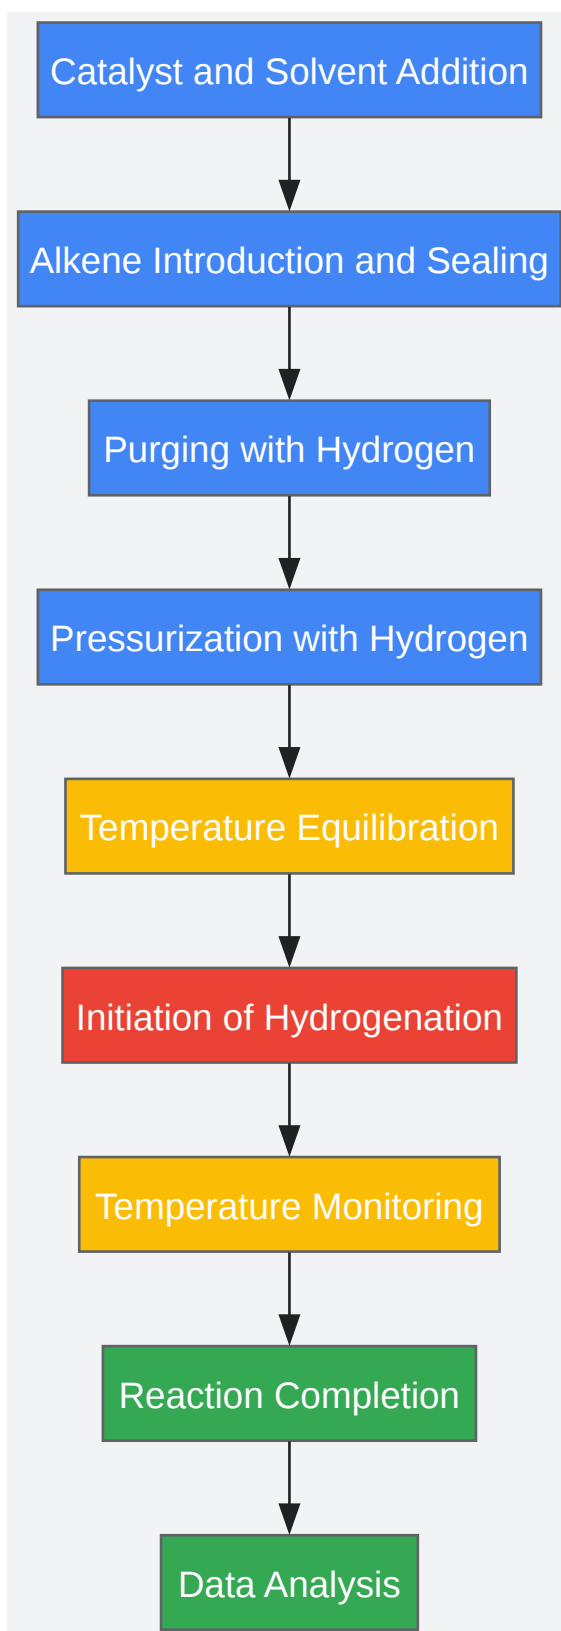 Catalyst and Solvent Addition
Alkene Introduction and Sealing
Purging with Hydrogen
Pressurization with Hydrogen
Temperature Equilibration
Initiation of Hydrogenation
Temperature Monitoring
Reaction Completion
Data Analysis